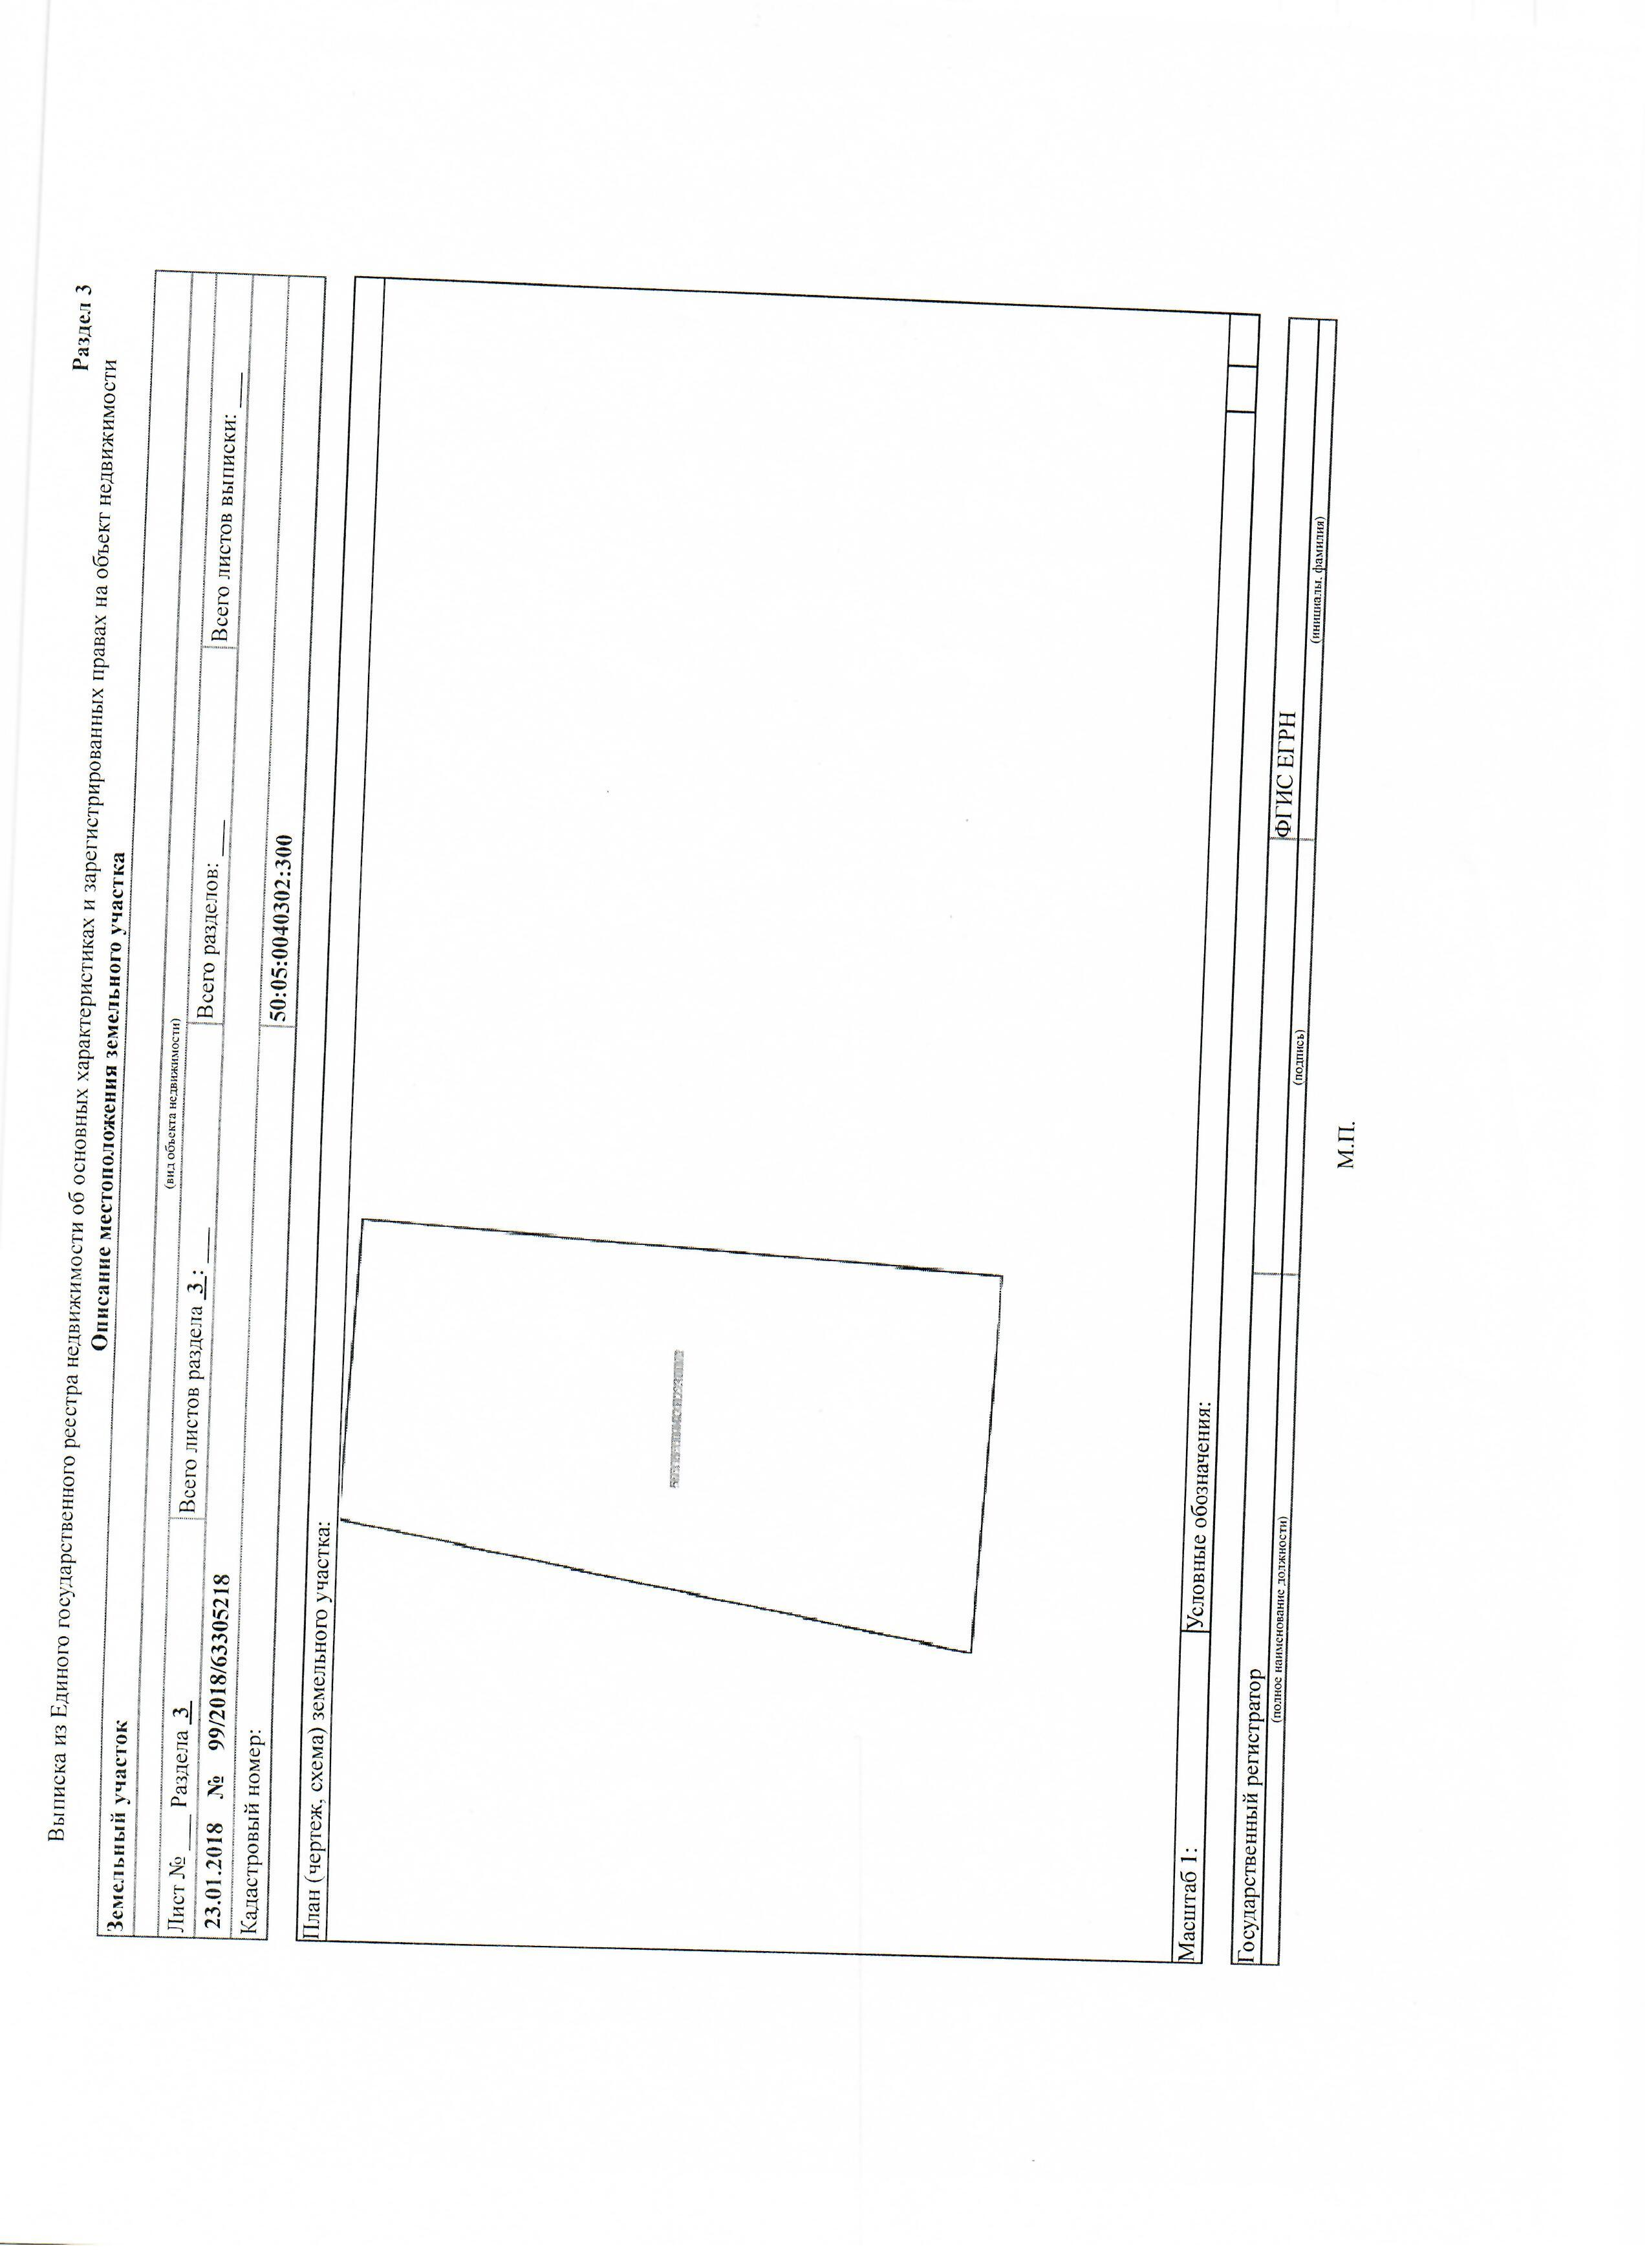 Раздел 3
Выписка из Единого государственного реестра недвижимости об основных характеристиках и зарегистрированных правах на объект недвижимости
Описание местоположения земельного участка
Земельный участок
(вид объекта недвижимости)
Лист № ___ Раздела 3 Всего листов раздела 3 : ___ Всего разделов: ___ Всего листов выписки: ___
23.01.2018 № 99/2018/63305218
Кадастровый номер: 50:05:0040302:300
План (чертеж, схема) земельного участка:
Масштаб 1: Условные обозначения:
Государственный регистратор ФГИС ЕГРН
(полное наименование должности) (подпись) (инициалы, фамилия)
М.П.